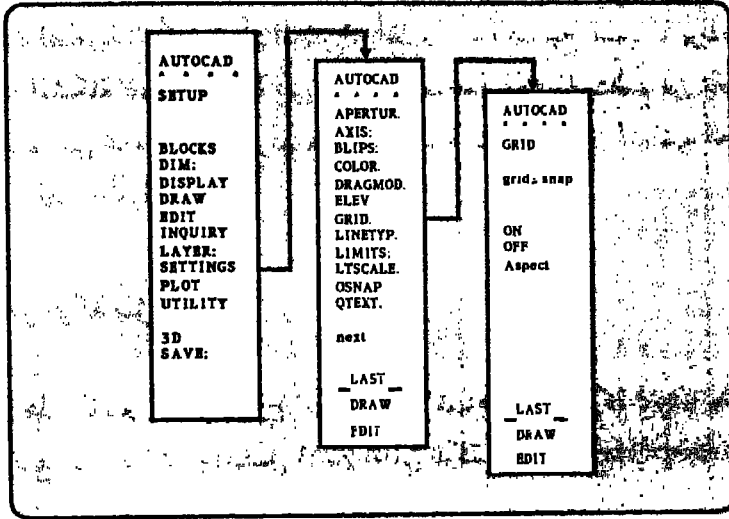 AUTOCAD
* * * *
SETUP
BLOCKS
DIM:
DISPLAY
DRAW
EDIT
INQUIRY
LAYER:
SETTINGS
PLOT
UTILITY
3D
SAVE:
AUTOCAD
* * * *
APERTUR.
AXIS:
BLIPS:
COLOR.
DRAGMOD.
ELEV
GRID.
LINETYP.
LIMITS:
LTSCALE.
OSNAP
QTEXT.
next
_LAST_
DRAW
EDIT
AUTOCAD
* * * *
GRID
grid=snap
ON
OFF
Aspect
_LAST_
DRAW
EDIT